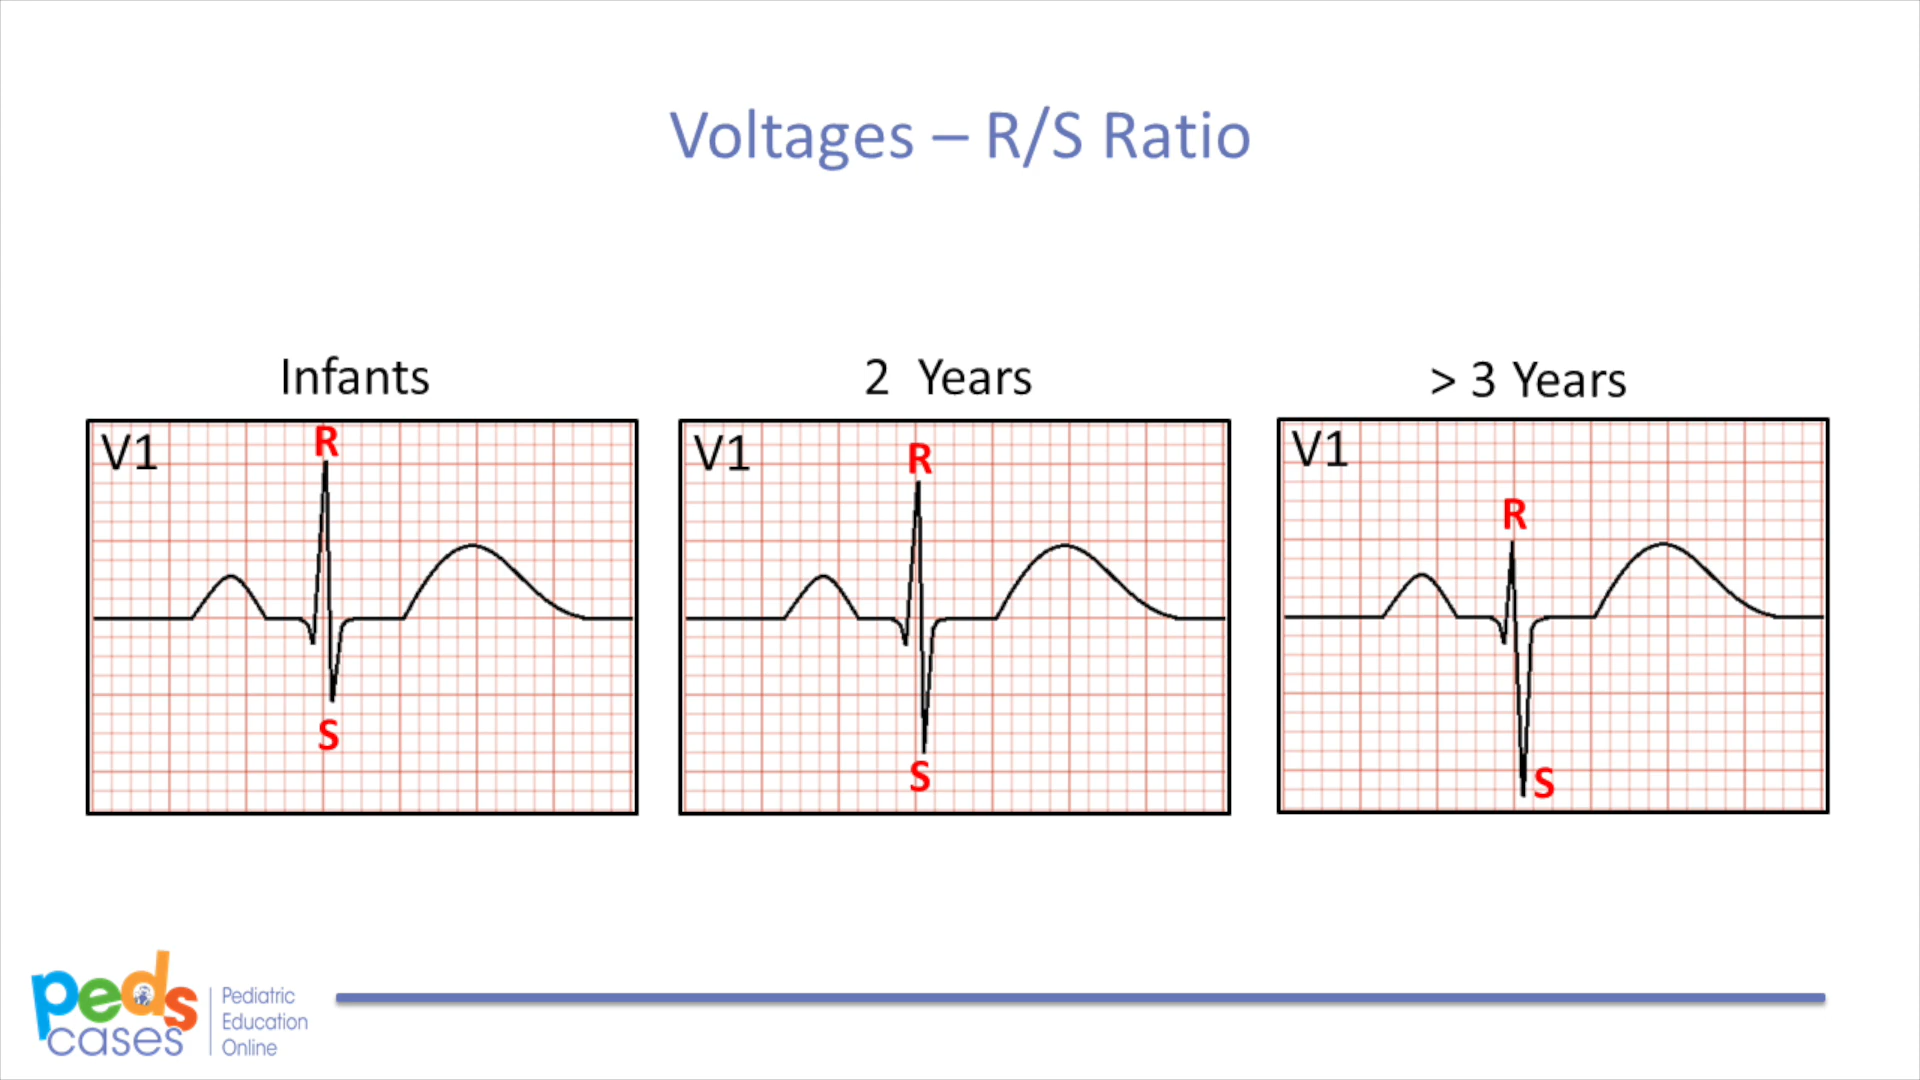 Voltages – R/S Ratio
Infants
2 Years
> 3 Years
V1
R
S
V1
R
S
V1
R
S
peds
cases
Pediatric
Education
Online